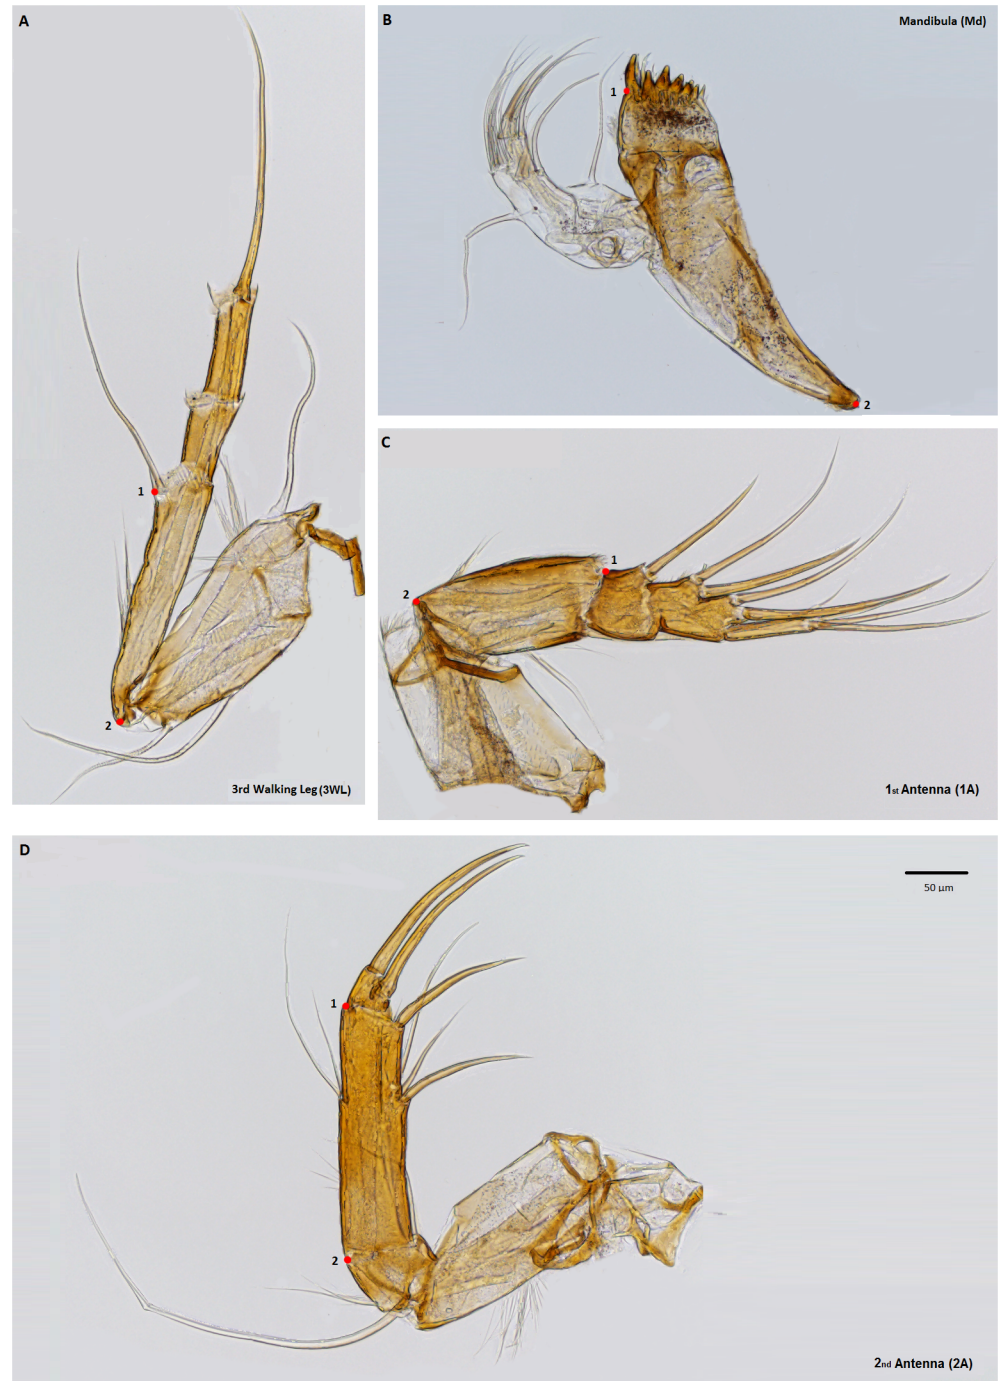 A
1
2
3rd Walking Leg (3WL)
B
Mandibula (Md)
1
2
C
1
2
1st Antenna (1A)
D
50 µm
1
2
2nd Antenna (2A)